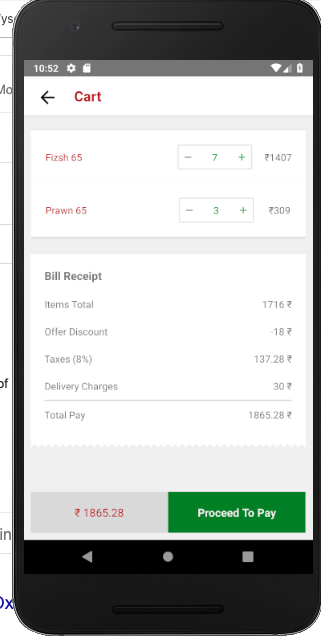 ys
Mo
of
in
Ox
10:52
Cart
Fizsh 65 − 7 + ₹1407
Prawn 65 − 3 + ₹309
Bill Receipt
Items Total 1716 ₹
Offer Discount -18 ₹
Taxes (8%) 137.28 ₹
Delivery Charges 30 ₹
Total Pay 1865.28 ₹
₹ 1865.28 Proceed To Pay